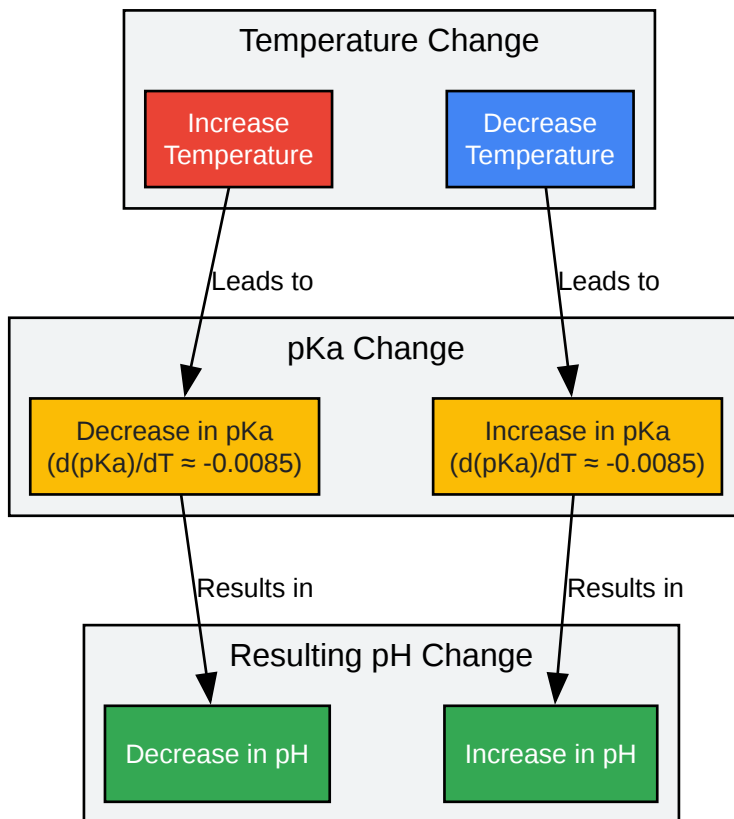 Temperature Change
Increase
Temperature
Decrease
Temperature
Leads to
Leads to
pKa Change
Decrease in pKa
(d(pKa)/dT ≈ -0.0085)
Increase in pKa
(d(pKa)/dT ≈ -0.0085)
Results in
Results in
Resulting pH Change
Decrease in pH
Increase in pH